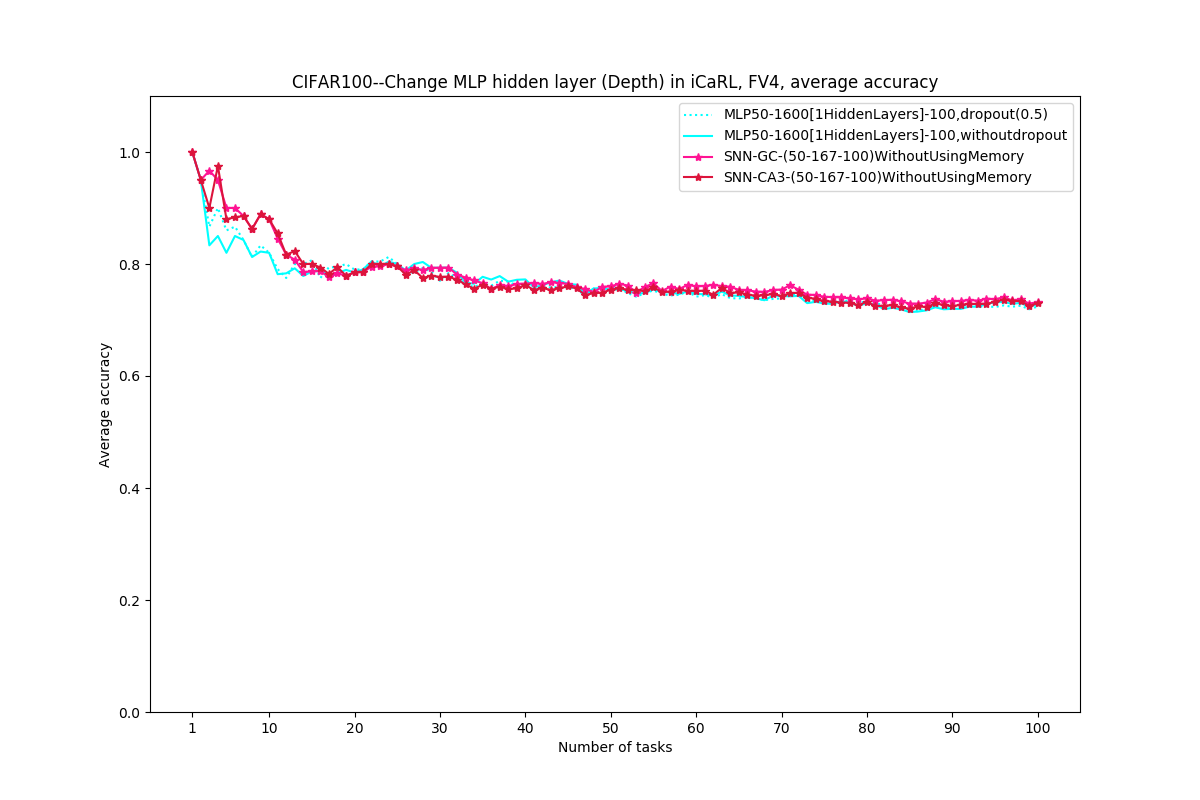 CIFAR100--Change MLP hidden layer (Depth) in iCaRL, FV4, average accuracy
MLP50-1600[1HiddenLayers]-100,dropout(0.5)
MLP50-1600[1HiddenLayers]-100,withoutdropout
SNN-GC-(50-167-100)WithoutUsingMemory
SNN-CA3-(50-167-100)WithoutUsingMemory
Average accuracy
1.0
0.8
0.6
0.4
0.2
0.0
1 10 20 30 40 50 60 70 80 90 100
Number of tasks